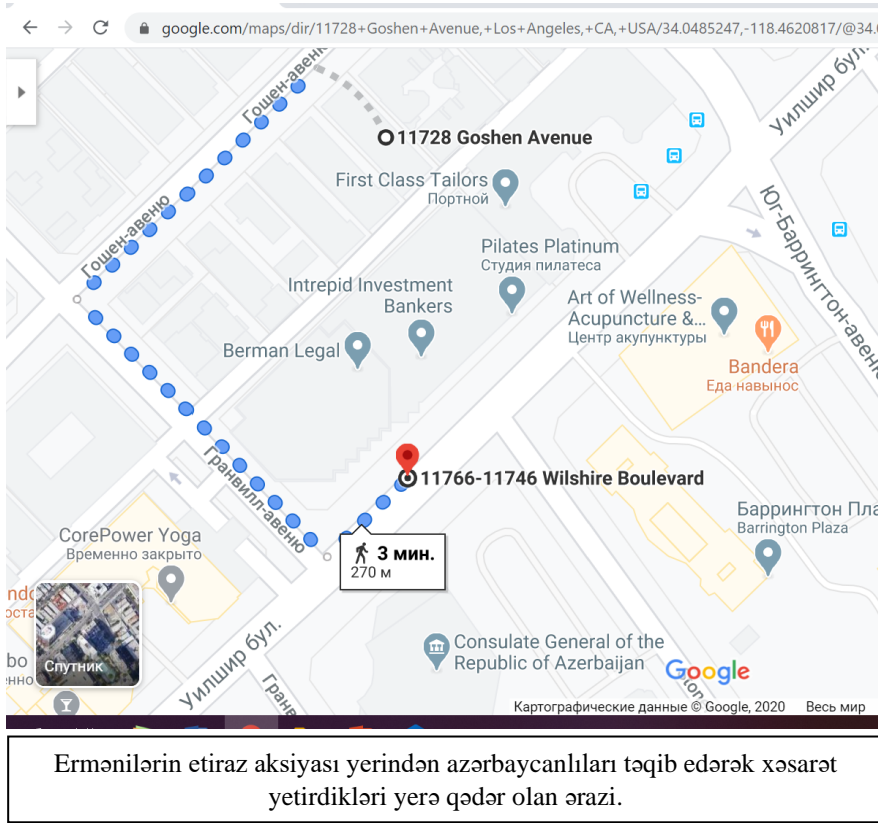 google.com/maps/dir/11728+Goshen+Avenue,+Los+Angeles,+CA,+USA/34.0485247,-118.4620817/@34.0
Гошен-авеню
Уилшир бул.
11728 Goshen Avenue
First Class Tailors
Портной
Юг-Баррингтон-авеню
Гошен-авеню
Pilates Platinum
Студия пилатеса
Intrepid Investment
Bankers
Art of Wellness-
Acupuncture &...
Центр акупунктуры
Berman Legal
Bandera
Еда навынос
11766-11746 Wilshire Boulevard
Гранвилл-авеню
Баррингтон Пла
Barrington Plaza
CorePower Yoga
Временно закрыто
3 мин.
270 м
Спутник
Уилшир бул.
Consulate General of the
Republic of Azerbaijan
Google
Картографические данные © Google, 2020 Весь мир
Ermənilərin etiraz aksiyası yerindən azərbaycanlıları təqib edərək xəsarət
yetirdikləri yerə qədər olan ərazi.